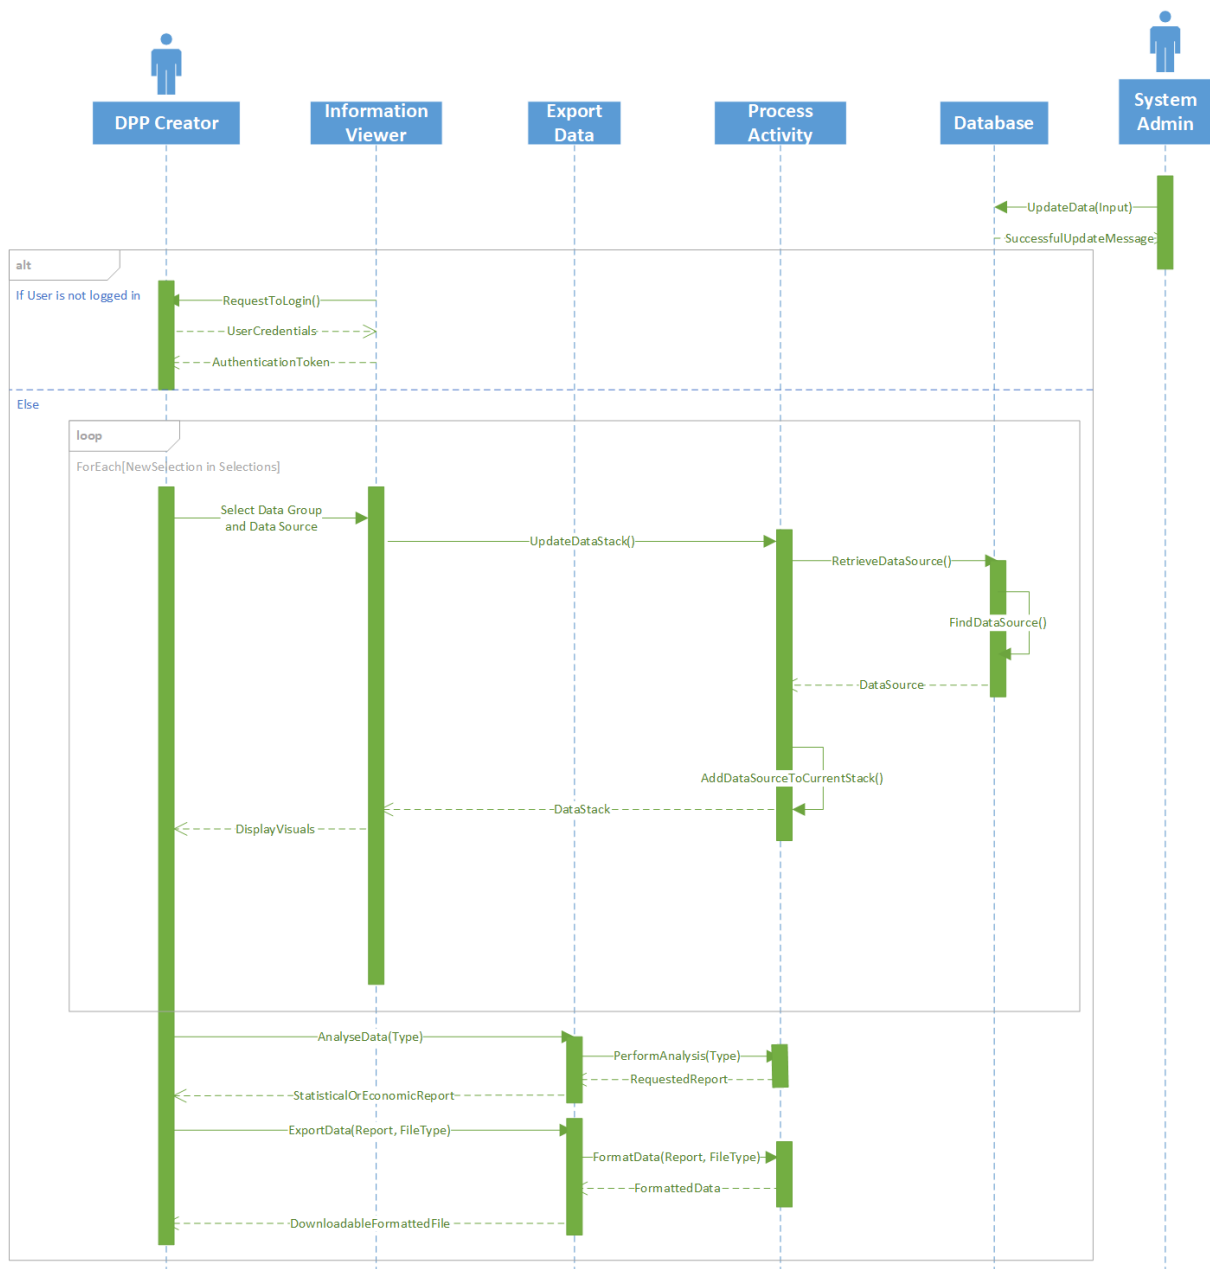 DPP Creator
Information
Viewer
Export
Data
Process
Activity
Database
System
Admin
UpdateData(Input)
SuccessfulUpdateMessage
alt
If User is not logged in
RequestToLogin()
UserCredentials
AuthenticationToken
Else
loop
ForEach[NewSelection in Selections]
Select Data Group
and Data Source
UpdateDataStack()
RetrieveDataSource()
FindDataSource()
DataSource
AddDataSourceToCurrentStack()
DataStack
DisplayVisuals
AnalyseData(Type)
PerformAnalysis(Type)
RequestedReport
StatisticalOrEconomicReport
ExportData(Report, FileType)
FormatData(Report, FileType)
FormattedData
DownloadableFormattedFile